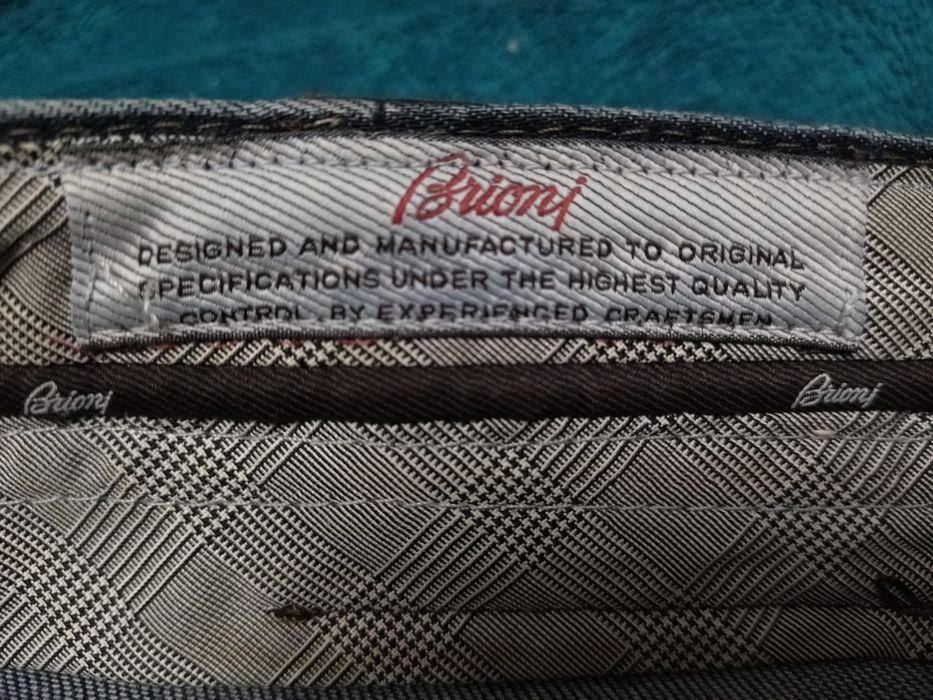 Brioni
DESIGNED AND MANUFACTURED TO ORIGINAL
SPECIFICATIONS UNDER THE HIGHEST QUALITY
CONTROL. BY EXPERIENCED CRAFTSMEN
Brioni
Brioni